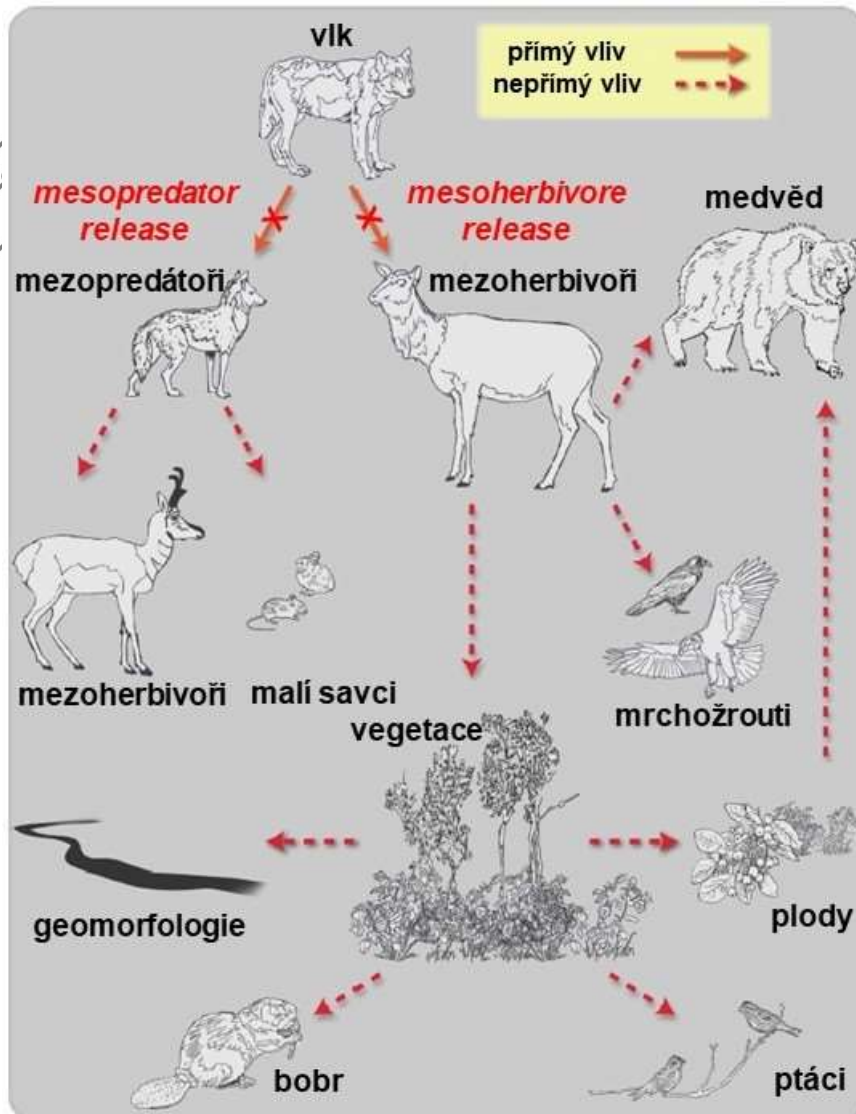 vlk
přímý vliv
nepřímý vliv
mesopredator
release
mesoherbivore
release
medvěd
mezopredátoři
mezoherbivoři
mezoherbivoři
malí savci
mrchožrouti
vegetace
geomorfologie
plody
bobr
ptáci